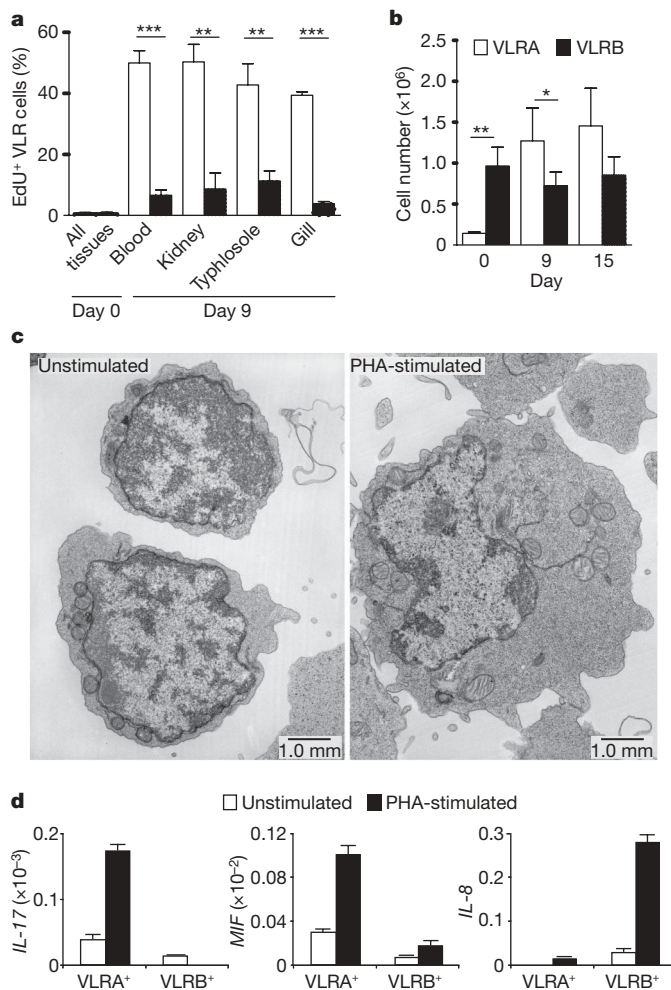 a
EdU⁺ VLR cells (%)
60
40
20
0
***
**
**
***
All tissues
Blood
Kidney
Typhlosole
Gill
Day 0
Day 9
b
VLRA
VLRB
Cell number (×10⁶)
2.5
2.0
1.5
1.0
0.5
0
**
*
0
9
15
Day
c
Unstimulated
PHA-stimulated
1.0 mm
1.0 mm
d
Unstimulated
PHA-stimulated
IL-17 (×10⁻³)
0.2
0.1
0
VLRA⁺
VLRB⁺
MIF (×10⁻²)
0.12
0.08
0.04
0
VLRA⁺
VLRB⁺
IL-8
0.3
0.2
0.1
0
VLRA⁺
VLRB⁺